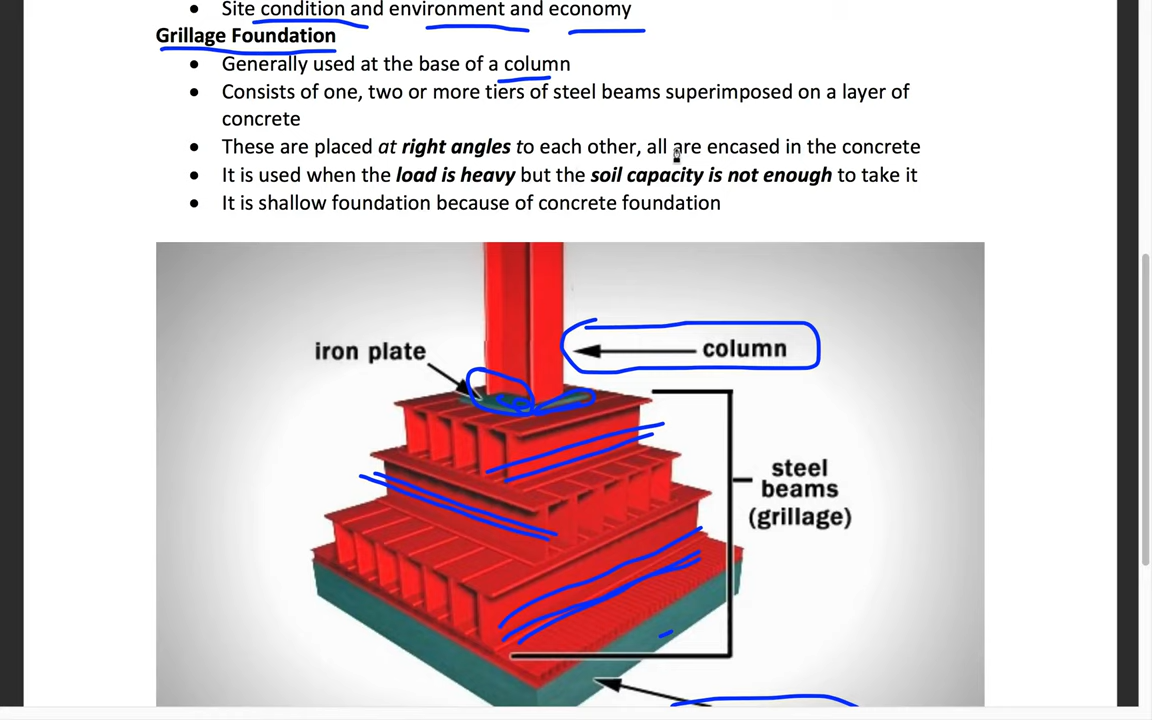 Site condition and environment and economy
Grillage Foundation
Generally used at the base of a column
Consists of one, two or more tiers of steel beams superimposed on a layer of
concrete
These are placed at right angles to each other, all are encased in the concrete
It is used when the load is heavy but the soil capacity is not enough to take it
It is shallow foundation because of concrete foundation
iron plate
column
steel
beams
(grillage)